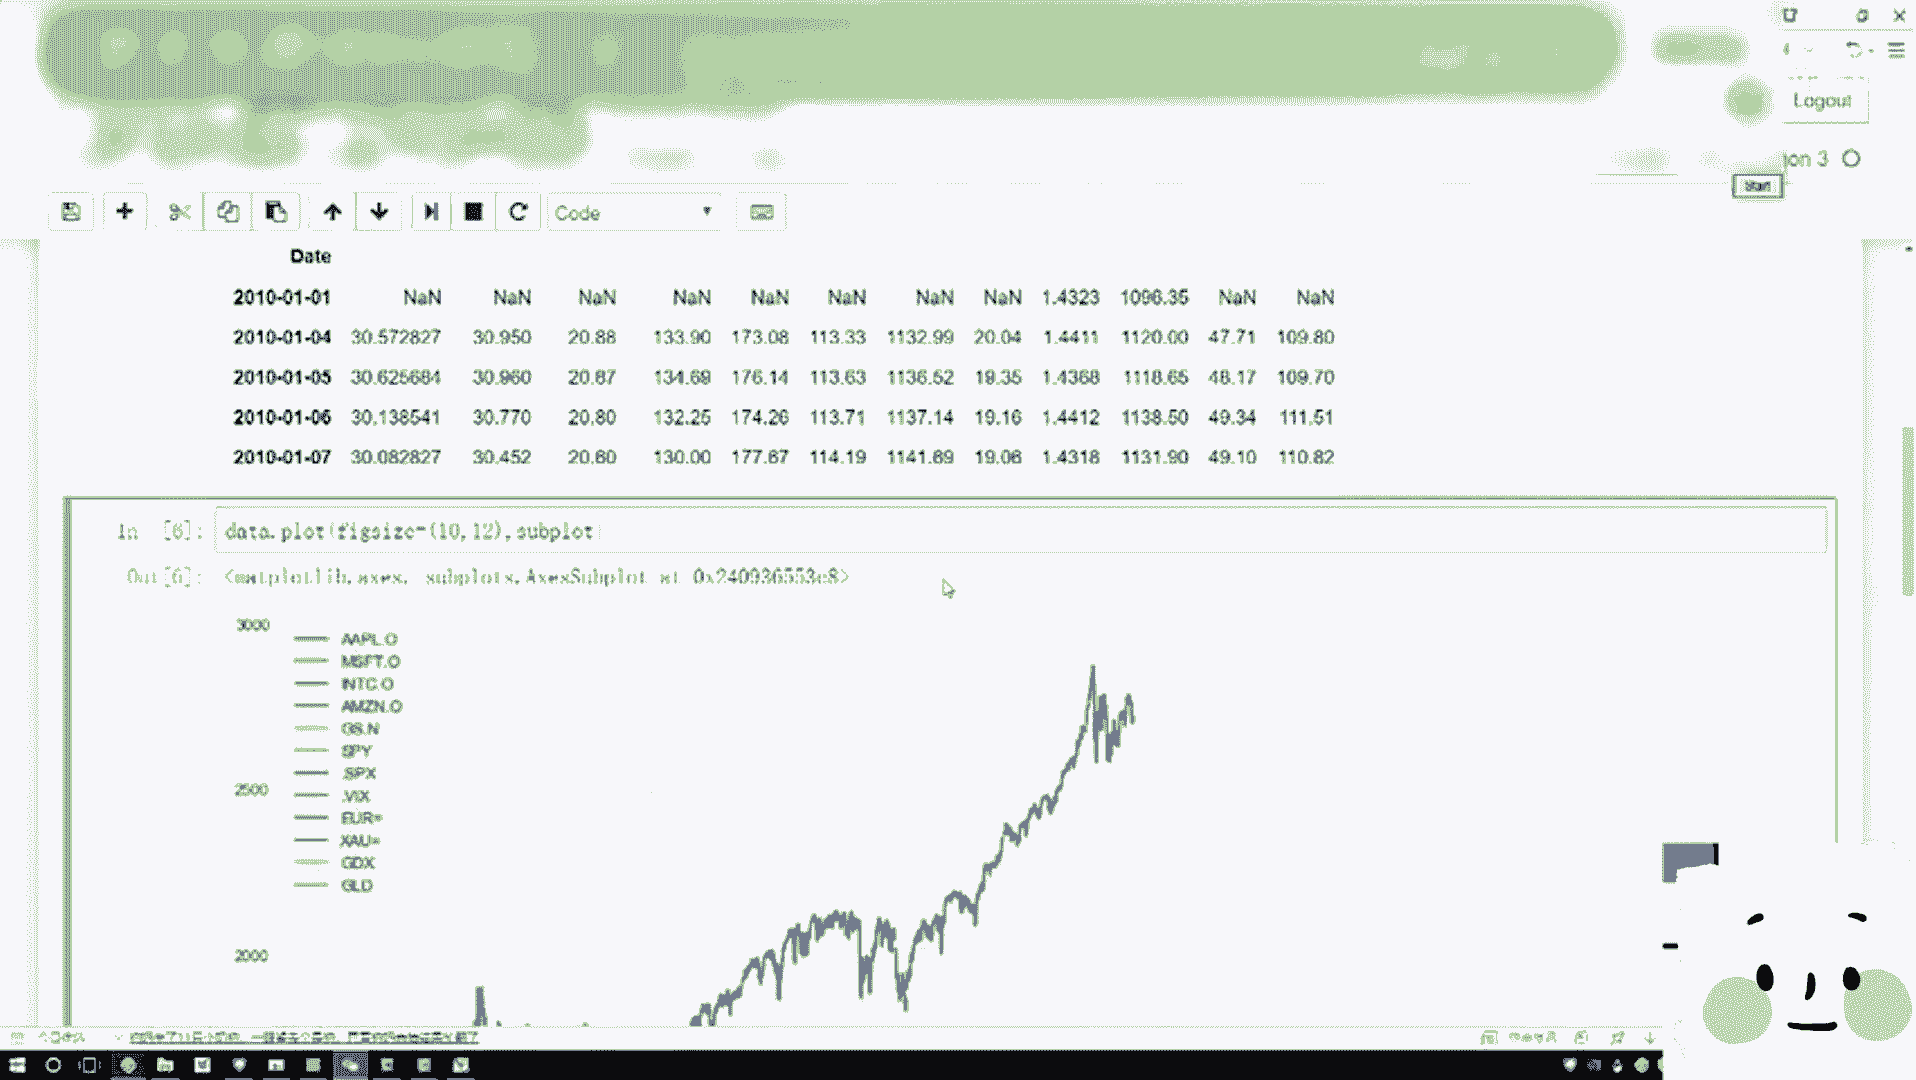 Logout
on 3
Start
Code
Date
2010-01-01 NaN NaN NaN NaN NaN NaN NaN NaN 1.4323 1096.35 NaN NaN
2010-01-04 30.572827 30.950 20.88 133.90 173.08 113.33 1132.99 20.04 1.4411 1120.00 47.71 109.80
2010-01-05 30.625684 30.960 20.87 134.69 176.14 113.63 1136.52 19.35 1.4368 1118.65 48.17 109.70
2010-01-06 30.138541 30.770 20.80 132.25 174.26 113.71 1137.14 19.16 1.4412 1138.50 49.34 111.51
2010-01-07 30.082827 30.452 20.60 130.00 177.67 114.19 1141.69 19.06 1.4318 1131.90 49.10 110.82
In [6]: data.plot(figsize=(10,12),subplot
Out[6]: <matplotlib.axes._subplots.AxesSubplot at 0x240936553c8>
3000
AAPL.O
MSFT.O
INTC.O
AMZN.O
GS.N
SPY
.SPX
.VIX
EUR=
XAU=
GDX
GLD
2500
2000